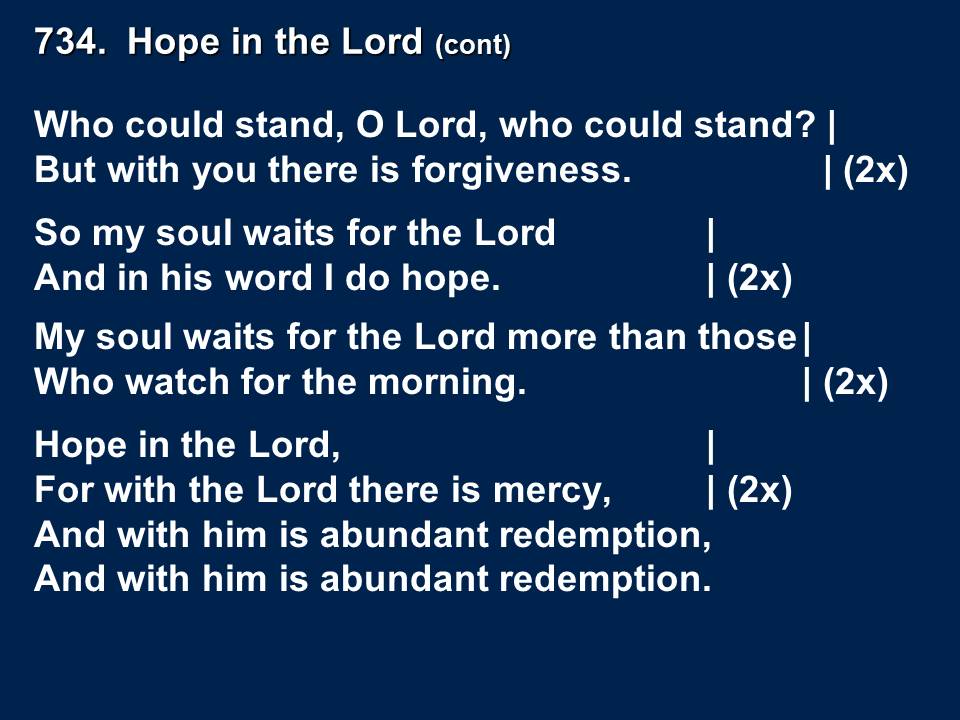 734.  Hope in the Lord (cont)
Who could stand, O Lord, who could stand? |
But with you there is forgiveness. | (2x)
So my soul waits for the Lord |
And in his word I do hope. | (2x)
My soul waits for the Lord more than those |
Who watch for the morning. | (2x)
Hope in the Lord, |
For with the Lord there is mercy, | (2x)
And with him is abundant redemption,
And with him is abundant redemption.